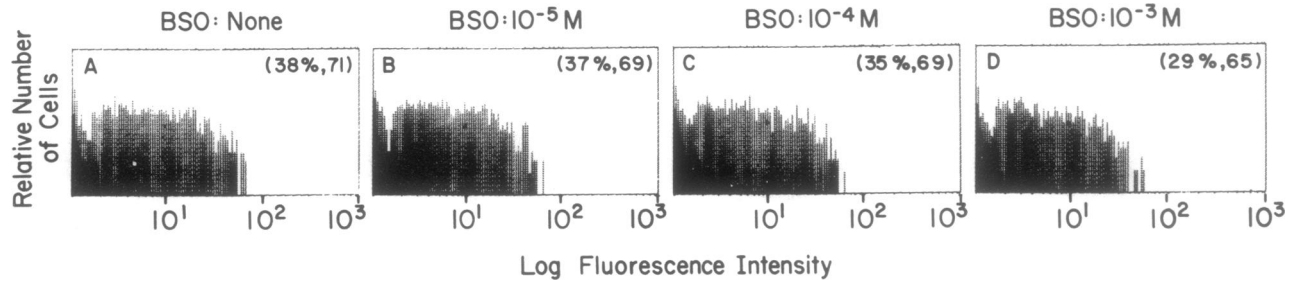 BSO: None BSO:10⁻⁵ M BSO:10⁻⁴ M BSO:10⁻³ M
A (38%,71) B (37%,69) C (35%,69) D (29%,65)
Relative Number
of Cells
10¹ 10² 10³ 10¹ 10² 10³ 10¹ 10² 10³ 10¹ 10² 10³
Log Fluorescence Intensity